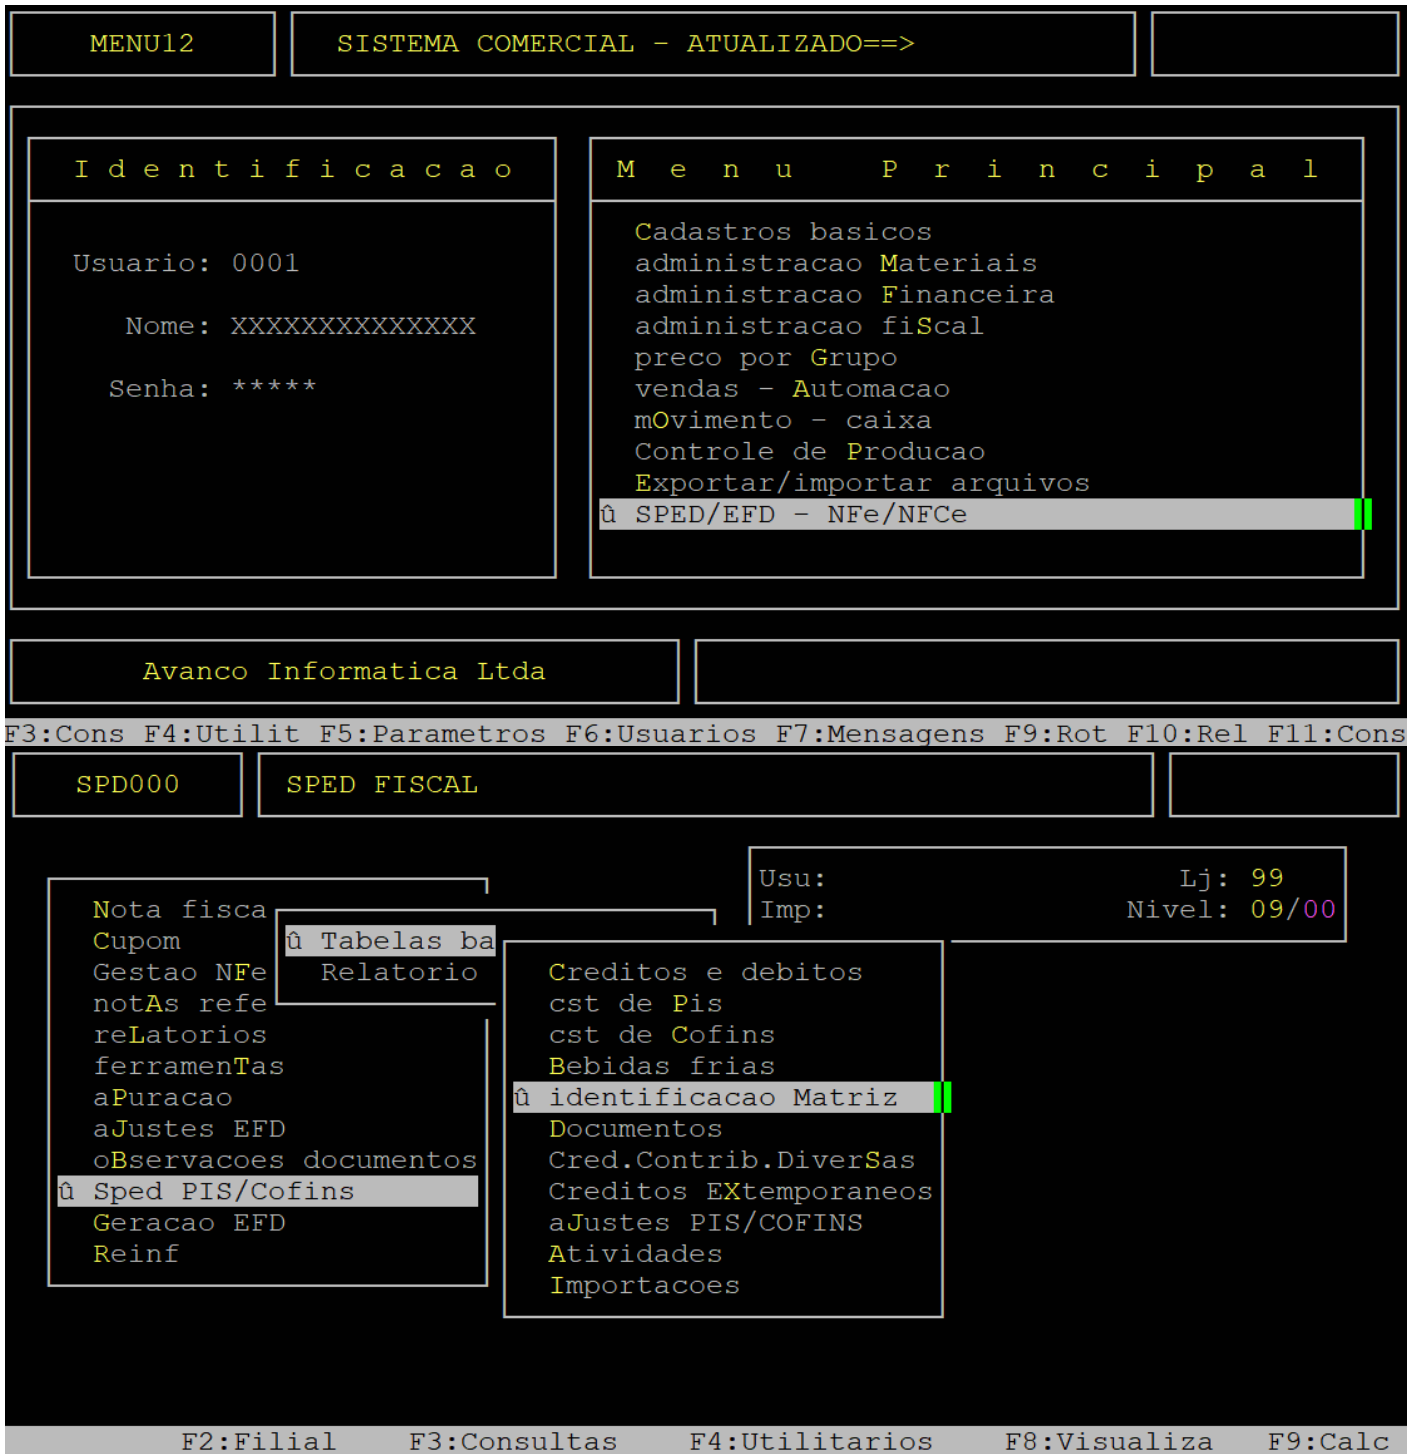 MENU12
SISTEMA COMERCIAL - ATUALIZADO==>
I d e n t i f i c a c a o
Usuario: 0001
Nome: XXXXXXXXXXXXXX
Senha: *****
M e n u P r i n c i p a l
Cadastros basicos
administracao Materiais
administracao Financeira
administracao fiScal
preco por Grupo
vendas - Automacao
mOvimento - caixa
Controle de Producao
Exportar/importar arquivos
û SPED/EFD - NFe/NFCe
Avanco Informatica Ltda
F3:Cons F4:Utilit F5:Parametros F6:Usuarios F7:Mensagens F9:Rot F10:Rel F11:Cons
SPD000
SPED FISCAL
Usu: Lj: 99
Imp: Nivel: 09/00
Nota fisca
Cupom
Gestao NFe
notAs refe
reLatorios
ferramenTas
aPuracao
aJustes EFD
oBservacoes documentos
û Sped PIS/Cofins
Geracao EFD
Reinf
û Tabelas ba
Relatorio
Creditos e debitos
cst de Pis
cst de Cofins
Bebidas frias
û identificacao Matriz
Documentos
Cred.Contrib.DiverSas
Creditos EXtemporaneos
aJustes PIS/COFINS
Atividades
Importacoes
F2:Filial F3:Consultas F4:Utilitarios F8:Visualiza F9:Calc